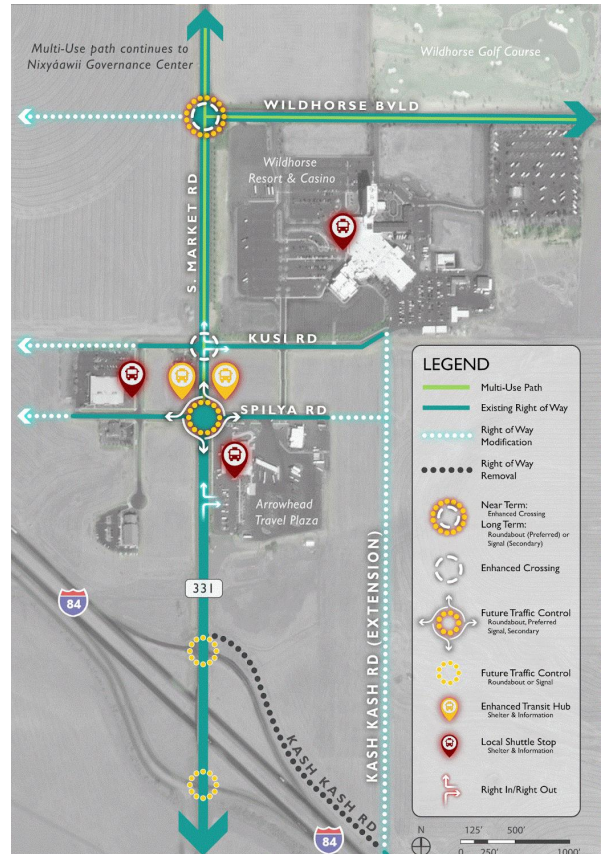 Multi-Use path continues to
Nixyáawii Governance Center
Wildhorse Golf Course
WILDHORSE BVLD
Wildhorse
Resort & Casino
S. MARKET RD
KUSI RD
SPILYA RD
Arrowhead
Travel Plaza
331
84
KASH KASH RD (EXTENSION)
KASH KASH RD
84
LEGEND
Multi-Use Path
Existing Right of Way
Right of Way
Modification
Right of Way
Removal
Near Term:
Enhanced Crossing
Long Term:
Roundabout (Preferred) or
Signal (Secondary)
Enhanced Crossing
Future Traffic Control
Roundabout, Preferred
Signal, Secondary
Future Traffic Control
Roundabout or Signal
Enhanced Transit Hub
Shelter & Information
Local Shuttle Stop
Shelter & Information
Right In/Right Out
N
125' 500'
0 250' 1000'